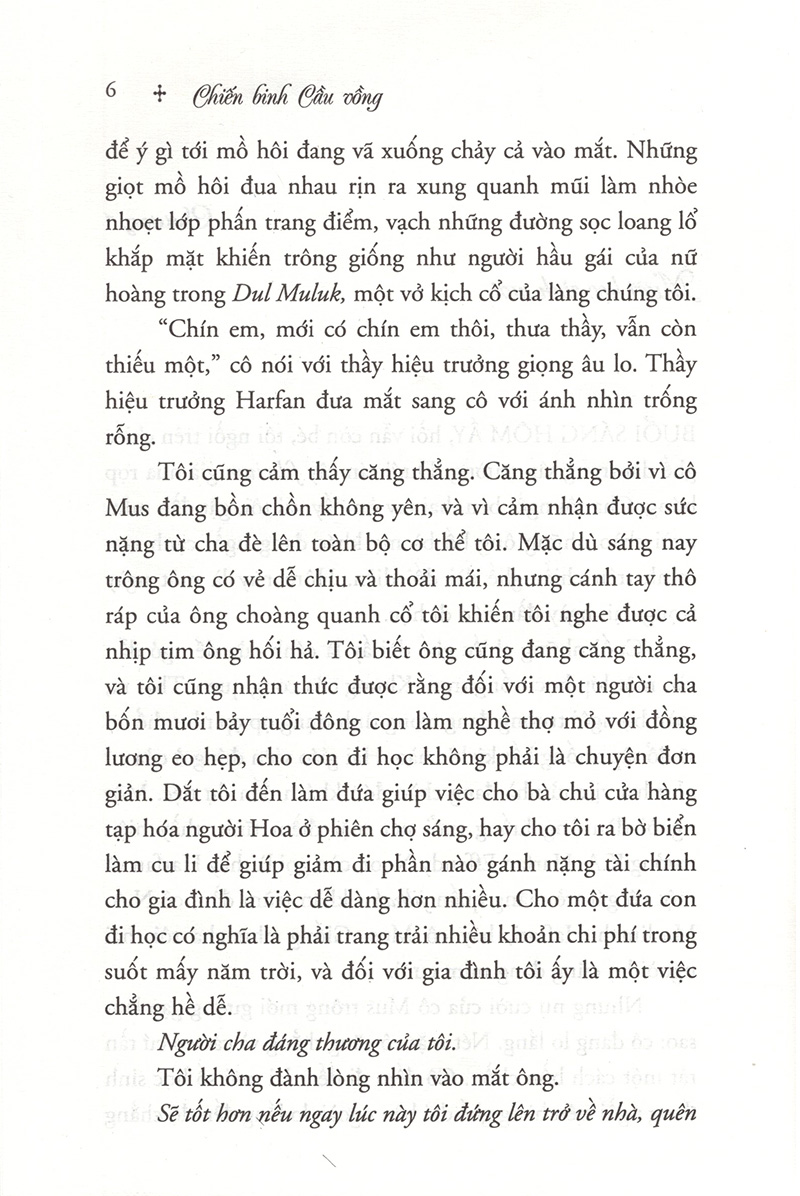 6 ✢ Chiến binh Cầu vồng
để ý gì tới mồ hôi đang vã xuống chảy cả vào mắt. Những
giọt mồ hôi đua nhau rịn ra xung quanh mũi làm nhòe
nhoẹt lớp phấn trang điểm, vạch những đường sọc loang lổ
khắp mặt khiến trông giống như người hầu gái của nữ
hoàng trong Dul Muluk, một vở kịch cổ của làng chúng tôi.
“Chín em, mới có chín em thôi, thưa thầy, vẫn còn
thiếu một,” cô nói với thầy hiệu trưởng giọng âu lo. Thầy
hiệu trưởng Harfan đưa mắt sang cô với ánh nhìn trống
rỗng.
Tôi cũng cảm thấy căng thẳng. Căng thẳng bởi vì cô
Mus đang bồn chồn không yên, và vì cảm nhận được sức
nặng từ cha đè lên toàn bộ cơ thể tôi. Mặc dù sáng nay
trông ông có vẻ dễ chịu và thoải mái, nhưng cánh tay thô
ráp của ông choàng quanh cổ tôi khiến tôi nghe được cả
nhịp tim ông hối hả. Tôi biết ông cũng đang căng thẳng,
và tôi cũng nhận thức được rằng đối với một người cha
bốn mươi bảy tuổi đông con làm nghề thợ mỏ với đồng
lương eo hẹp, cho con đi học không phải là chuyện đơn
giản. Dắt tôi đến làm đứa giúp việc cho bà chủ cửa hàng
tạp hóa người Hoa ở phiên chợ sáng, hay cho tôi ra bờ biển
làm cu li để giúp giảm đi phần nào gánh nặng tài chính
cho gia đình là việc dễ dàng hơn nhiều. Cho một đứa con
đi học có nghĩa là phải trang trải nhiều khoản chi phí trong
suốt mấy năm trời, và đối với gia đình tôi ấy là một việc
chẳng hề dễ.
Người cha đáng thương của tôi.
Tôi không đành lòng nhìn vào mắt ông.
Sẽ tốt hơn nếu ngay lúc này tôi đứng lên trở về nhà, quên